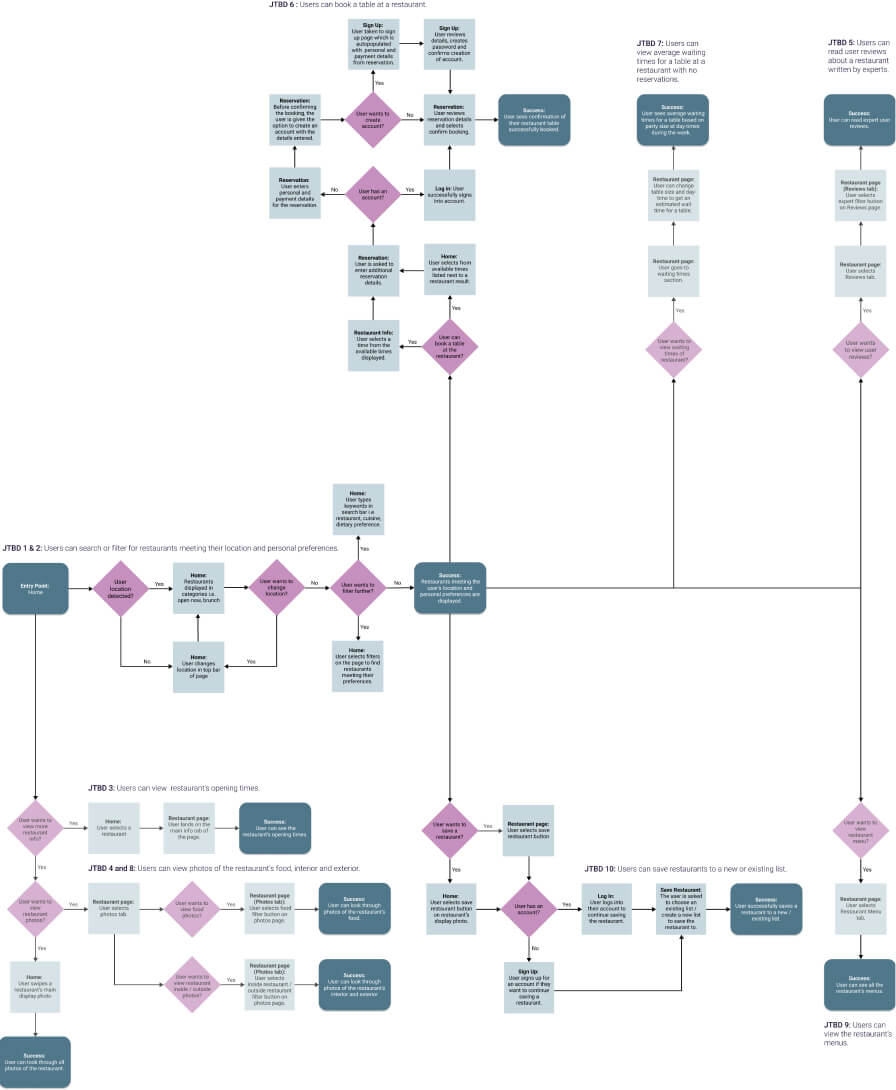 JTBD 6 : Users can book a table at a restaurant.
Sign Up:
User taken to sign
up page which is
autopopulated
with personal and
payment details
from reservation.
Sign Up:
User reviews
details, creates
password and
confirms creation
of account.
Yes
Reservation:
Before confirming
the booking, the
user is given the
option to create an
account with the
details entered.
User wants to
create
account?
No
Reservation:
User reviews
reservation details
and selects
confirm booking.
Success:
User sees confirmation of
their restaurant table
successfully booked.
Reservation:
User enters
personal and
payment details
for the reservation.
No
User has an
account?
Yes
Log in: User
successfully signs
into account.
Reservation:
User is asked to
enter additional
reservation
details.
Home:
User selects from
available times
listed next to a
restaurant result.
Yes
Restaurant Info:
User selects a
time from the
available times
displayed.
Yes
User can
book a table
at the
restaurant?
JTBD 7: Users can
view average waiting
times for a table at a
restaurant with no
reservations.
Success:
User sees average waiting
times for a table based on
party size at day times
during the week.
Restaurant page:
User can change
table size and day
time to get an
estimated wait
time for a table.
Restaurant page:
User goes to
waiting times
section.
Yes
User wants to
view waiting
times of
restaurant?
JTBD 5: Users can
read user reviews
about a restaurant
written by experts.
Success:
User can read expert user
reviews.
Restaurant page
(Reviews tab):
User selects
expert filter button
on Reviews page.
Restaurant page:
User selects
Reviews tab.
Yes
User wants
to view user
reviews?
Home:
User types
keywords in
search bar i.e
restaurant, cuisine,
dietary preference.
Yes
JTBD 1 & 2: Users can search or filter for restaurants meeting their location and personal preferences.
Entry Point:
Home
User
location
detected?
Yes
Home:
Restaurants
displayed in
categories i.e.
open now, brunch
User wants to
change
location?
No
User wants to
filter further?
No
Success:
Restaurants meeting the
user's location and
personal preferences are
displayed.
Yes
No
Home:
User changes
location in top bar
of page
Yes
Home:
User selects filters
on the page to find
restaurants
meeting their
preferences.
JTBD 3: Users can view restaurant's opening times.
User wants to
view more
restaurant
info?
Yes
Home:
User selects a
restaurant
Restaurant page:
User lands on the
main info tab of
the page.
Success:
User can see the
restaurant's opening times.
Yes
JTBD 4 and 8: Users can view photos of the restaurant's food, interior and exterior.
User wants to
view
restaurant
photos?
Yes
Restaurant page:
User selects
photos tab.
User wants to
view food
photos?
Yes
Restaurant page
(Photos tab):
User selects food
filter button on
photos page.
Success:
User can look through
photos of the restaurant's
food.
Yes
Home:
User swipes a
restaurant's main
display photo
User wants to
view restaurant
inside / outside
photos?
Yes
Restaurant page
(Photos tab):
User selects
inside restaurant /
outside restaurant
filter button on
photos page.
Success:
User can look through
photos of the restaurant's
interior and exterior
Success:
User can look through all
photos of the restaurant.
User wants to
save a
restaurant?
Yes
Restaurant page:
User selects save
restaurant button
Yes
JTBD 10: Users can save restaurants to a new or existing list.
Home:
User selects save
restaurant button
on restaurant's
display photo.
User has an
account?
Yes
Log In:
User logs into
their account to
continue saving
the restaurant.
Save Restaurant:
The user is asked
to choose an
existing list /
create a new list
to save the
restaurant to.
Success:
User successfully saves a
restaurant to a new /
existing list
No
Sign Up:
User signs up for
an account if they
want to continue
saving a
restaurant.
User wants to
view
restaurant
menu?
Yes
Restaurant page:
User selects
Restaurant Menu
tab.
Success:
User can see all the
restaurant's menus.
JTBD 9: Users can
view the restaurant's
menus.